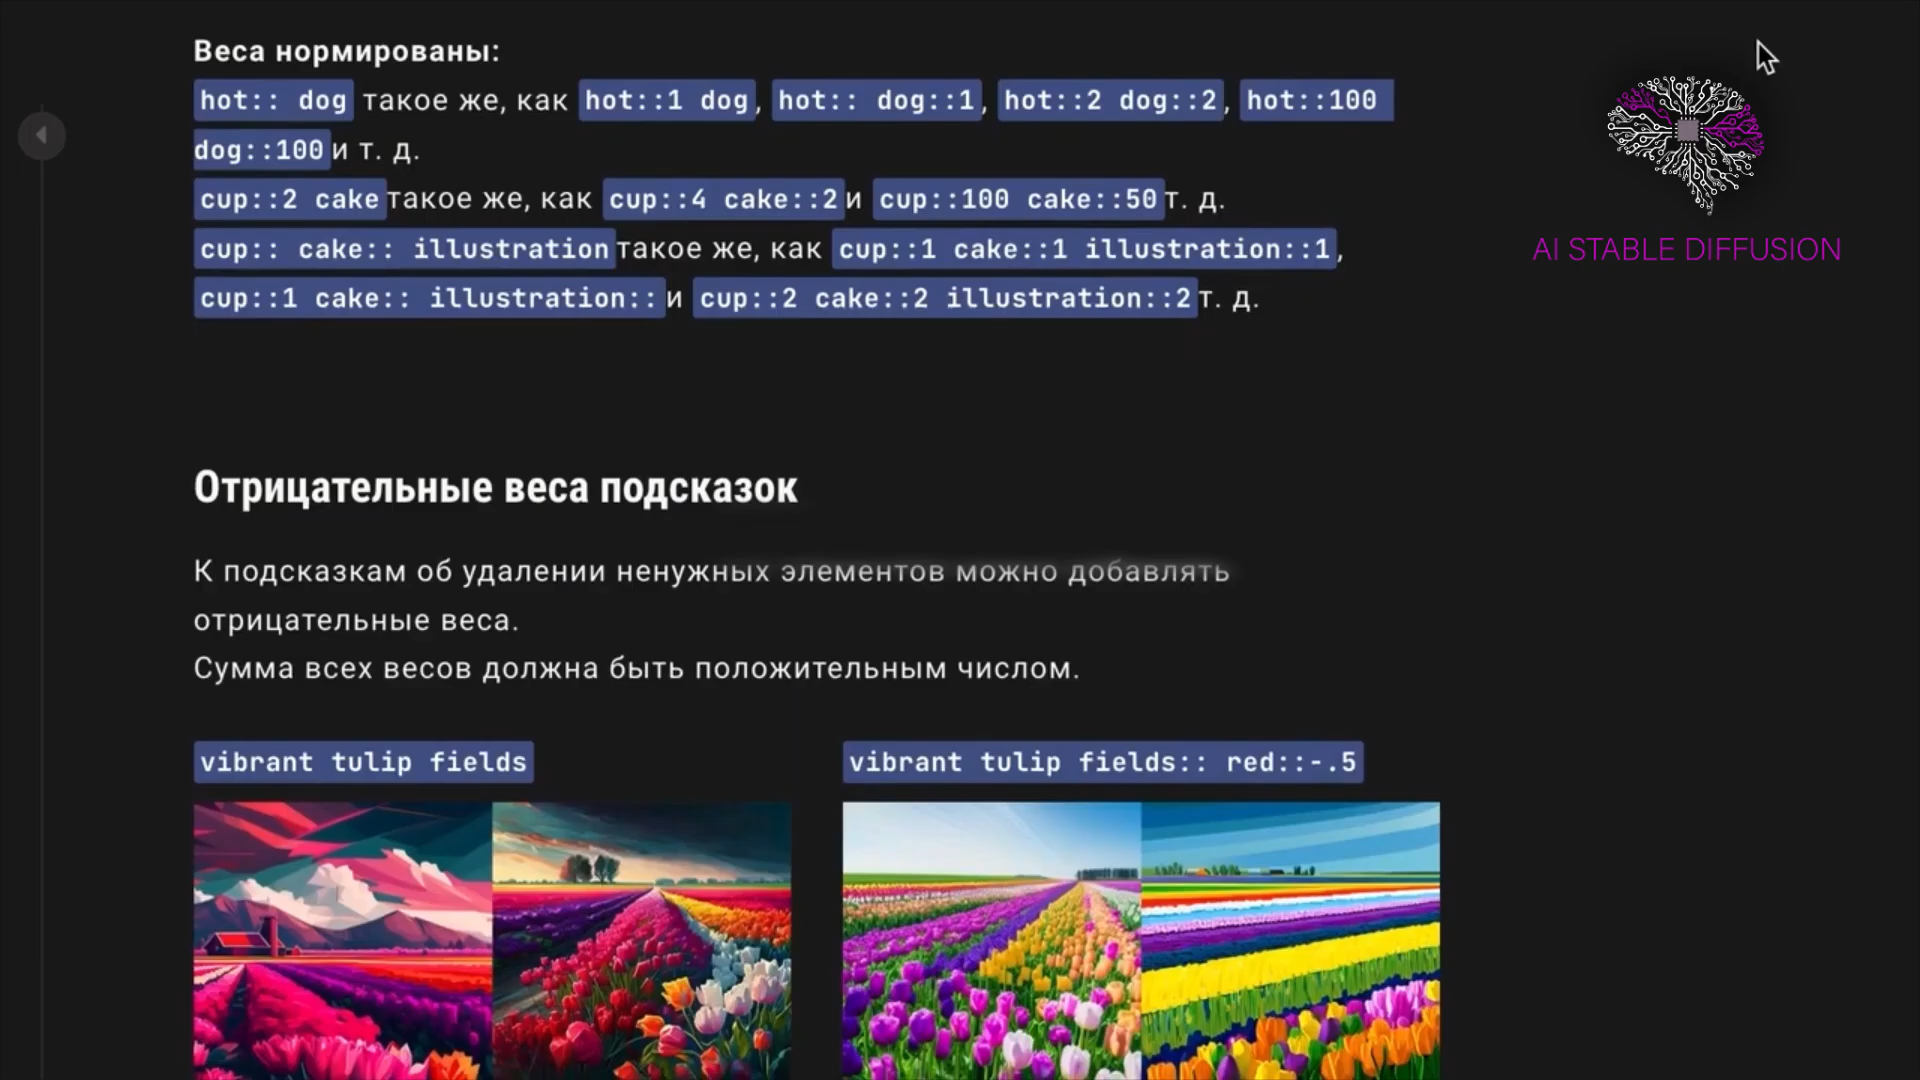 Веса нормированы:
hot:: dog такое же, как hot::1 dog, hot:: dog::1, hot::2 dog::2, hot::100
dog::100 и т. д.
cup::2 cake такое же, как cup::4 cake::2 и cup::100 cake::50 т. д.
cup:: cake:: illustration такое же, как cup::1 cake::1 illustration::1,
cup::1 cake:: illustration:: и cup::2 cake::2 illustration::2 т. д.
AI STABLE DIFFUSION
Отрицательные веса подсказок
К подсказкам об удалении ненужных элементов можно добавлять
отрицательные веса.
Сумма всех весов должна быть положительным числом.
vibrant tulip fields
vibrant tulip fields:: red::-.5